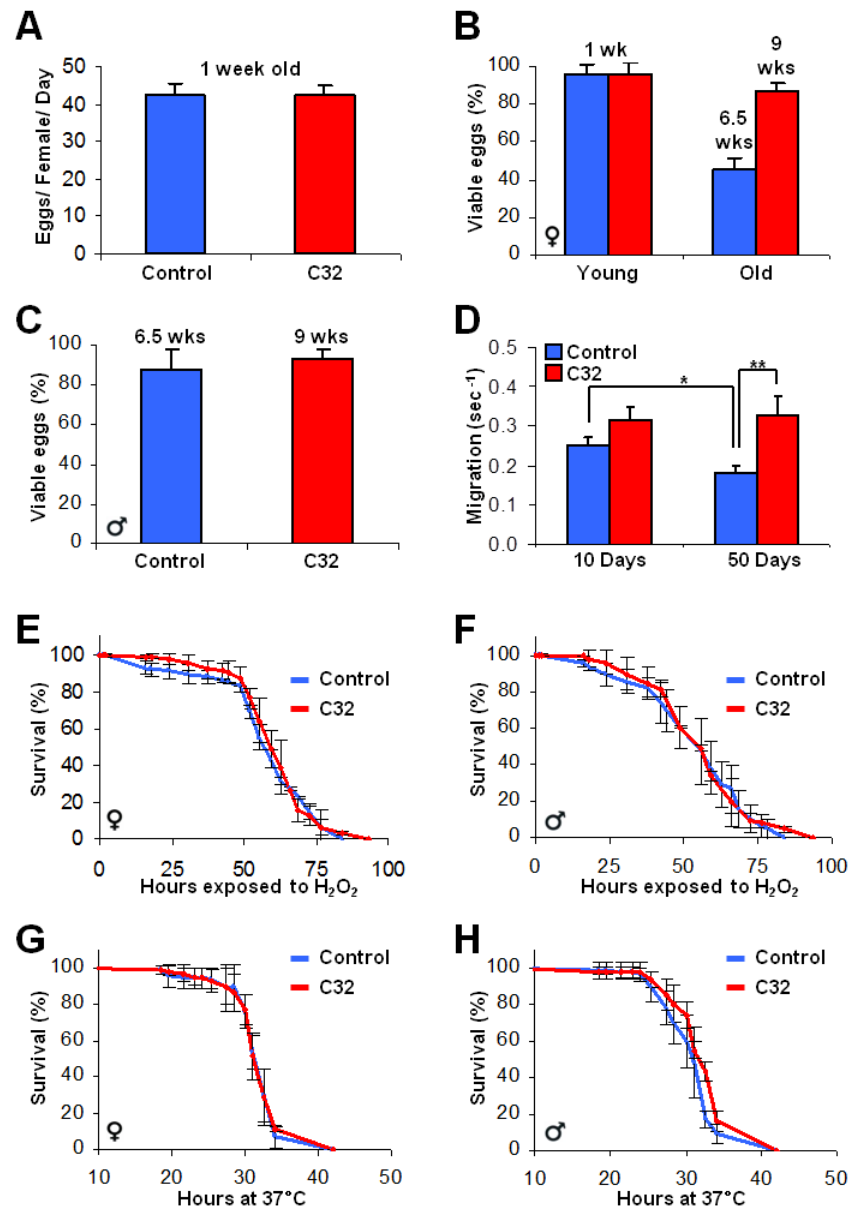 A
Eggs/ Female/ Day
50
40
30
20
10
0
1 week old
Control
C32
B
Viable eggs (%)
100
80
60
40
20
0
1 wk
6.5
wks
9
wks
♀
Young
Old
C
Viable eggs (%)
100
80
60
40
20
0
6.5 wks
9 wks
♂
Control
C32
D
Migration (sec⁻¹)
0.5
0.4
0.3
0.2
0.1
0.0
Control
C32
*
**
10 Days
50 Days
E
Survival (%)
100
80
60
40
20
0
Control
C32
♀
0
25
50
75
100
Hours exposed to H₂O₂
F
Survival (%)
100
80
60
40
20
0
Control
C32
♂
0
25
50
75
100
Hours exposed to H₂O₂
G
Survival (%)
100
80
60
40
20
0
Control
C32
♀
10
20
30
40
50
Hours at 37°C
H
Survival (%)
100
80
60
40
20
0
Control
C32
♂
10
20
30
40
50
Hours at 37°C